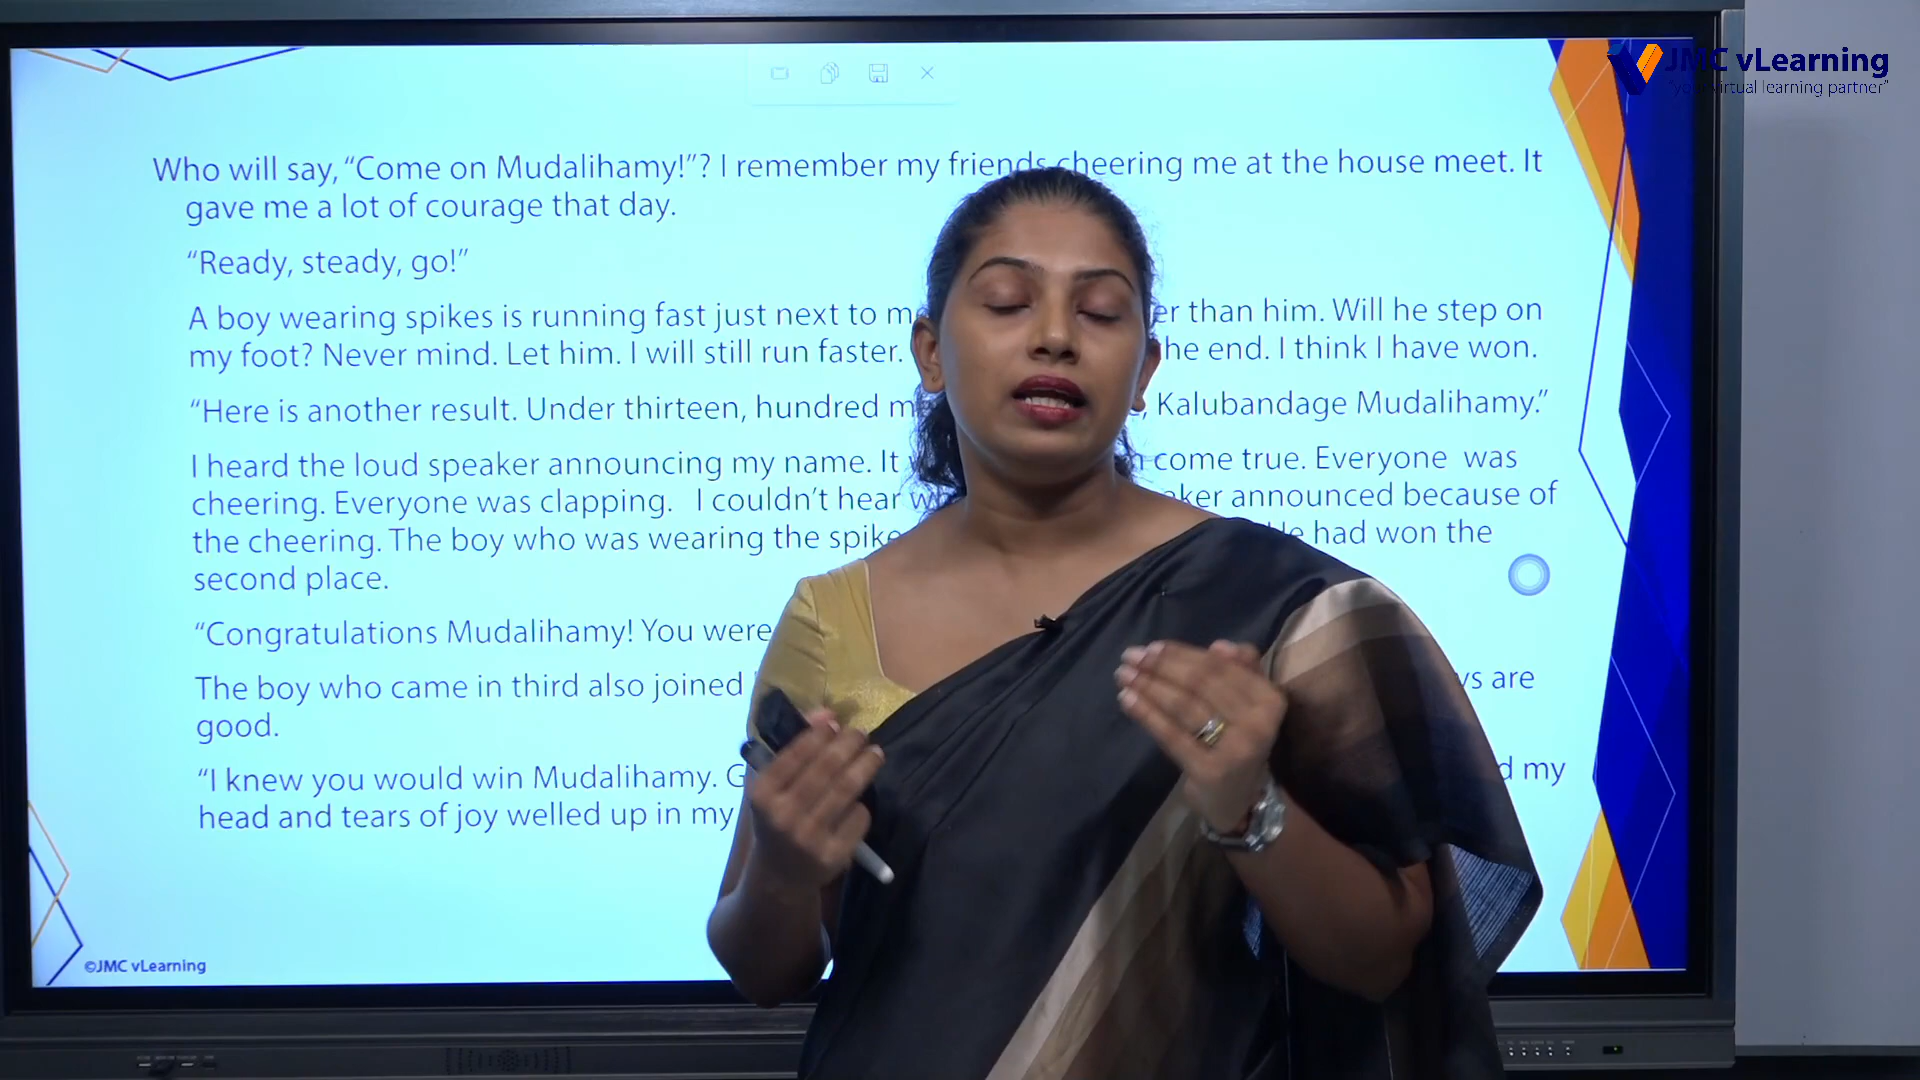 JMC vLearning
"your virtual learning partner"
Who will say, “Come on Mudalihamy!”? I remember my friends cheering me at the house meet. It
gave me a lot of courage that day.
“Ready, steady, go!”
A boy wearing spikes is running fast just next to than him. Will he step on
my foot? Never mind. Let him. I will still run faster. the end. I think I have won.
“Here is another result. Under thirteen, hundred Kalubandage Mudalihamy.”
I heard the loud speaker announcing my name. It come true. Everyone was
cheering. Everyone was clapping. I couldn’t hear announced because of
the cheering. The boy who was wearing the He had won the
second place.
“Congratulations Mudalihamy! You were
The boy who came in third also joined are
good.
“I knew you would win Mudalihamy. my
head and tears of joy welled up in my
©JMC vLearning